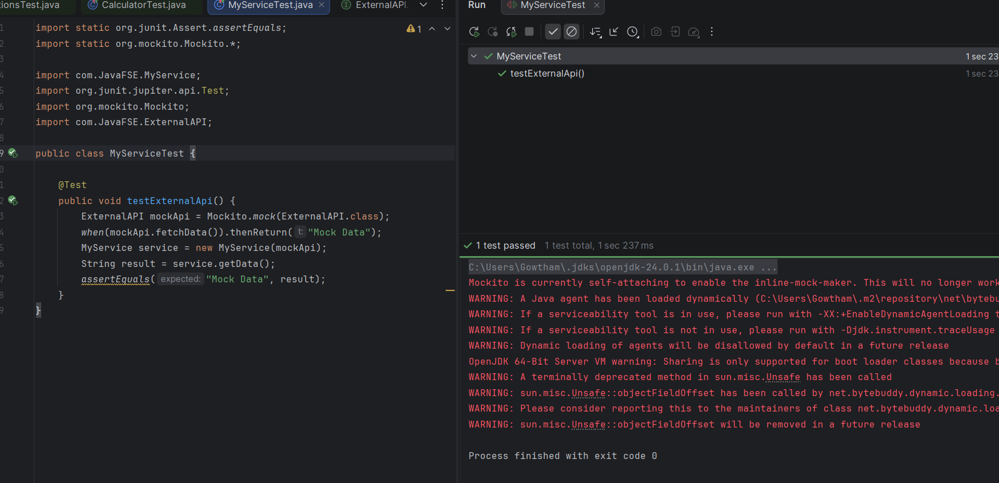 tionsTest.java CalculatorTest.java MyServiceTest.java ExternalAPI.
1 import static org.junit.Assert.assertEquals; 1
2 import static org.mockito.Mockito.*;
3
4 import com.JavaFSE.MyService;
5 import org.junit.jupiter.api.Test;
6 import org.mockito.Mockito;
7 import com.JavaFSE.ExternalAPI;
8
9 public class MyServiceTest {
0
1 @Test
2 public void testExternalApi() {
3 ExternalAPI mockApi = Mockito.mock(ExternalAPI.class);
4 when(mockApi.fetchData()).thenReturn( t: "Mock Data");
5 MyService service = new MyService(mockApi);
6 String result = service.getData();
7 assertEquals( expected: "Mock Data", result);
8 }
9 }
Run MyServiceTest
MyServiceTest 1 sec 23
testExternalApi() 1 sec 23
1 test passed 1 test total, 1 sec 237 ms
C:\Users\Gowtham\.jdks\openjdk-24.0.1\bin\java.exe ...
Mockito is currently self-attaching to enable the inline-mock-maker. This will no longer work
WARNING: A Java agent has been loaded dynamically (C:\Users\Gowtham\.m2\repository\net\bytebu
WARNING: If a serviceability tool is in use, please run with -XX:+EnableDynamicAgentLoading t
WARNING: If a serviceability tool is not in use, please run with -Djdk.instrument.traceUsage
WARNING: Dynamic loading of agents will be disallowed by default in a future release
OpenJDK 64-Bit Server VM warning: Sharing is only supported for boot loader classes because b
WARNING: A terminally deprecated method in sun.misc.Unsafe has been called
WARNING: sun.misc.Unsafe::objectFieldOffset has been called by net.bytebuddy.dynamic.loading.
WARNING: Please consider reporting this to the maintainers of class net.bytebuddy.dynamic.loa
WARNING: sun.misc.Unsafe::objectFieldOffset will be removed in a future release
Process finished with exit code 0